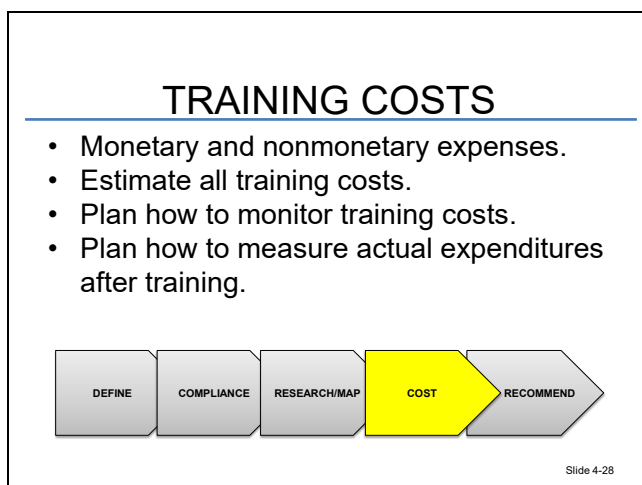 TRAINING COSTS
• Monetary and nonmonetary expenses.
• Estimate all training costs.
• Plan how to monitor training costs.
• Plan how to measure actual expenditures
after training.
DEFINE
COMPLIANCE
RESEARCH/MAP
COST
RECOMMEND
Slide 4-28